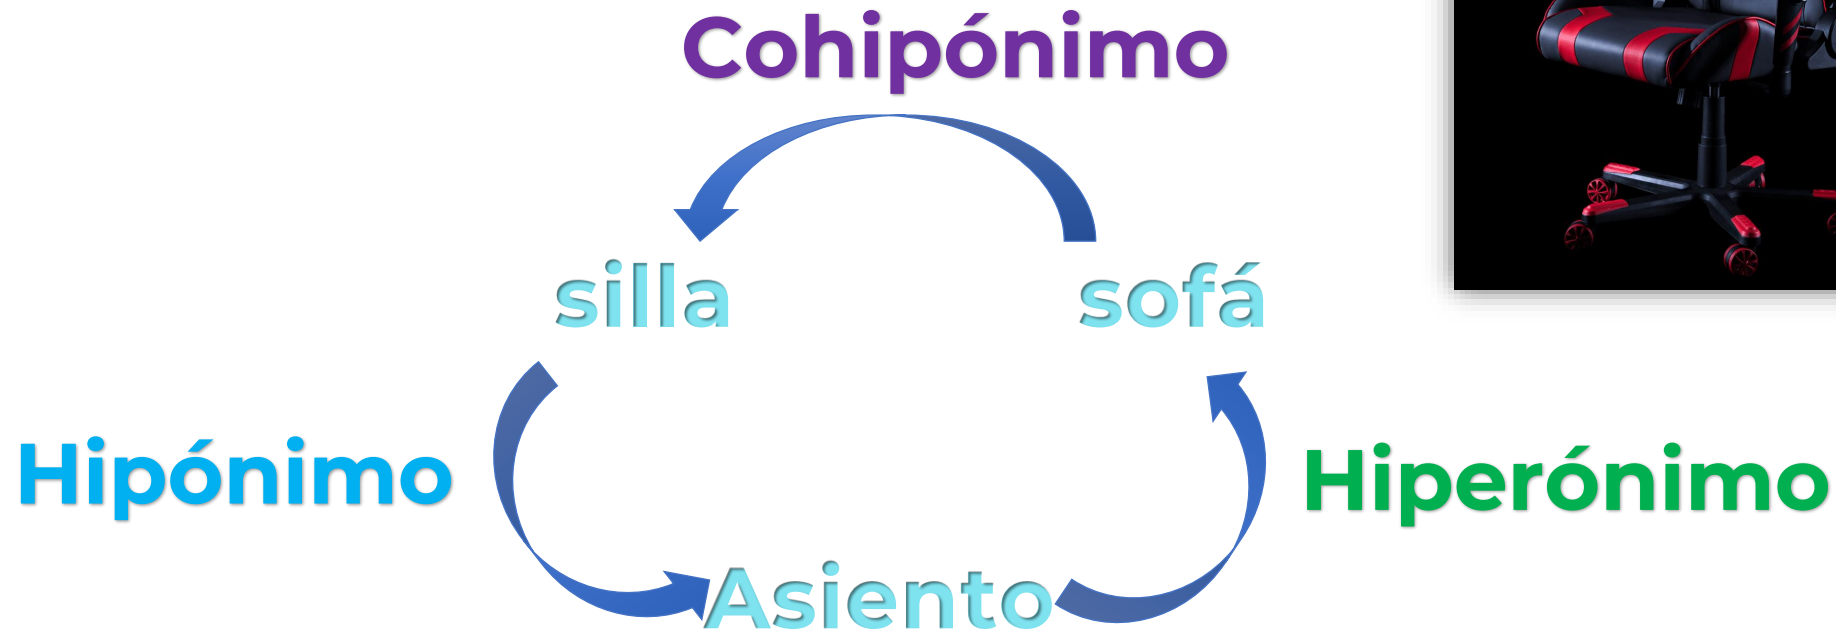 Cohipónimo
silla
sofá
Hipónimo
Hiperónimo
Asiento